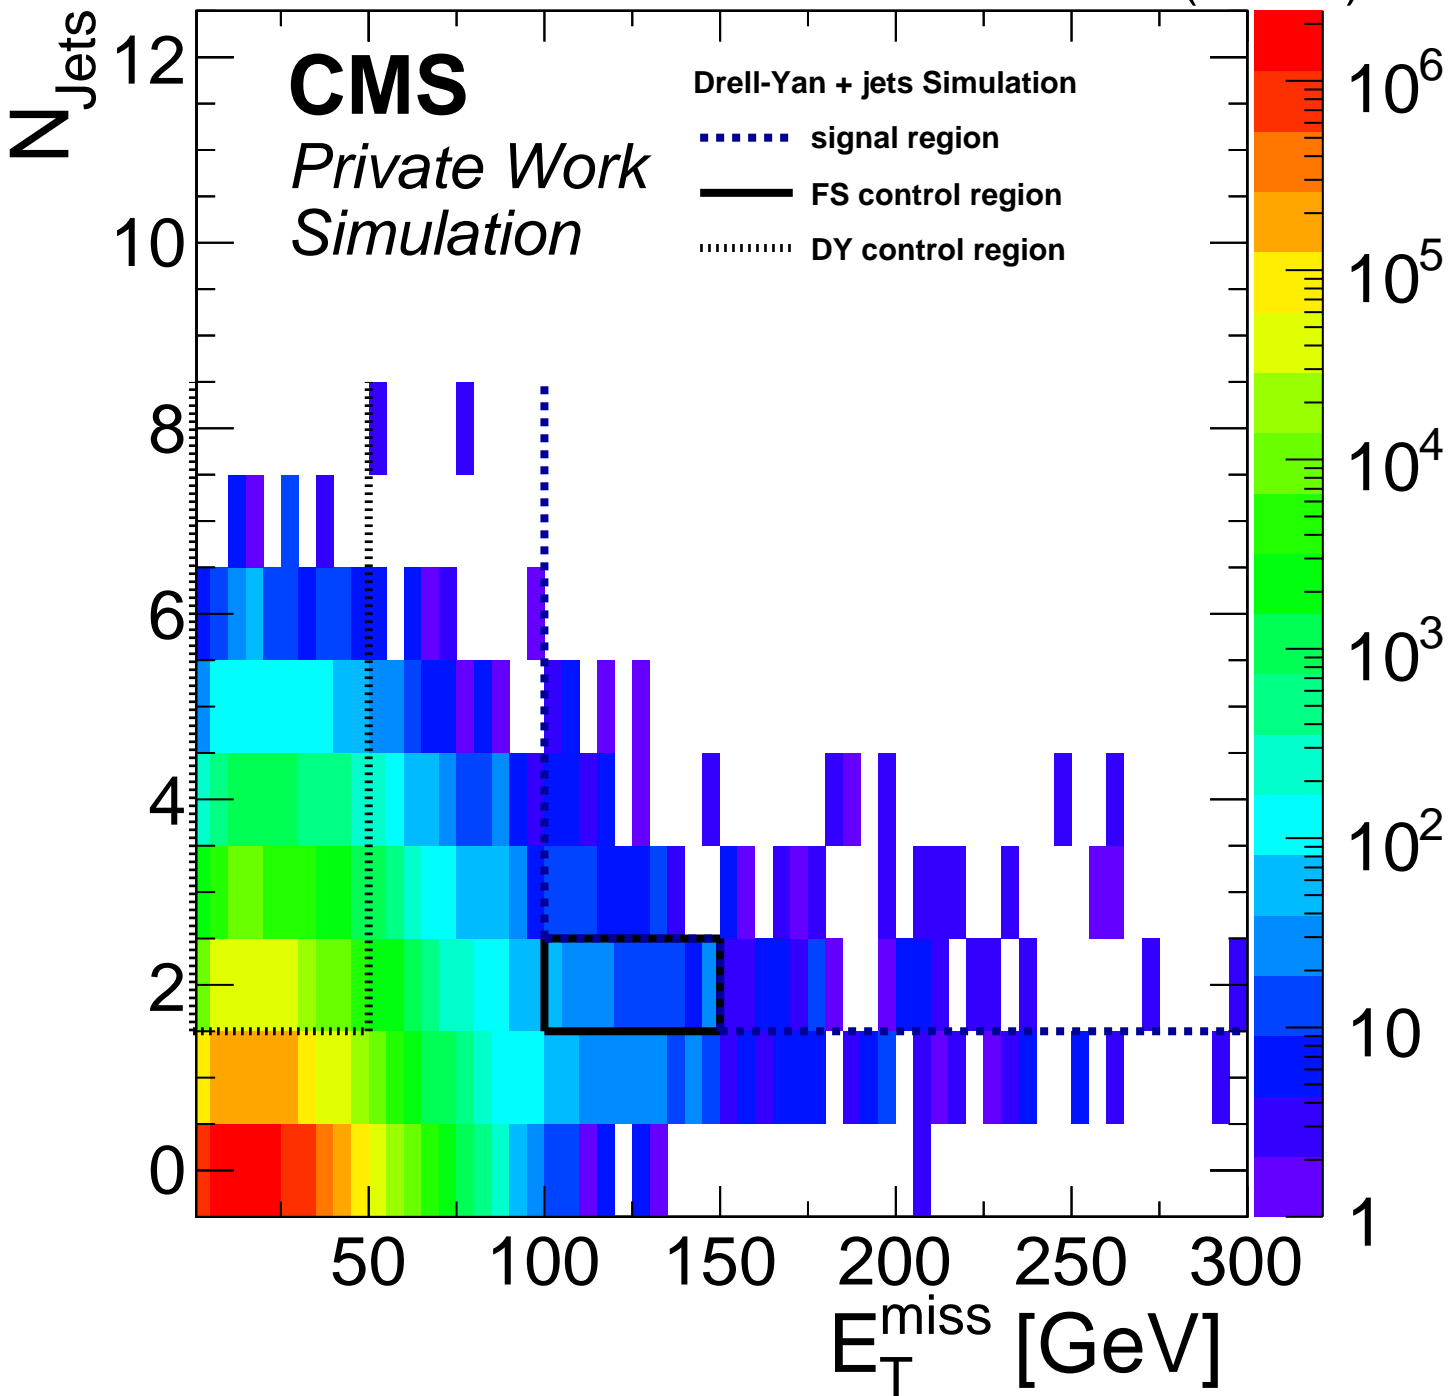 CMS
Private Work
Simulation
Drell-Yan + jets Simulation
signal region
FS control region
DY control region
N_Jets
12
10
8
6
4
2
0
50 100 150 200 250 300
E_T^miss [GeV]
10^6
10^5
10^4
10^3
10^2
10
1